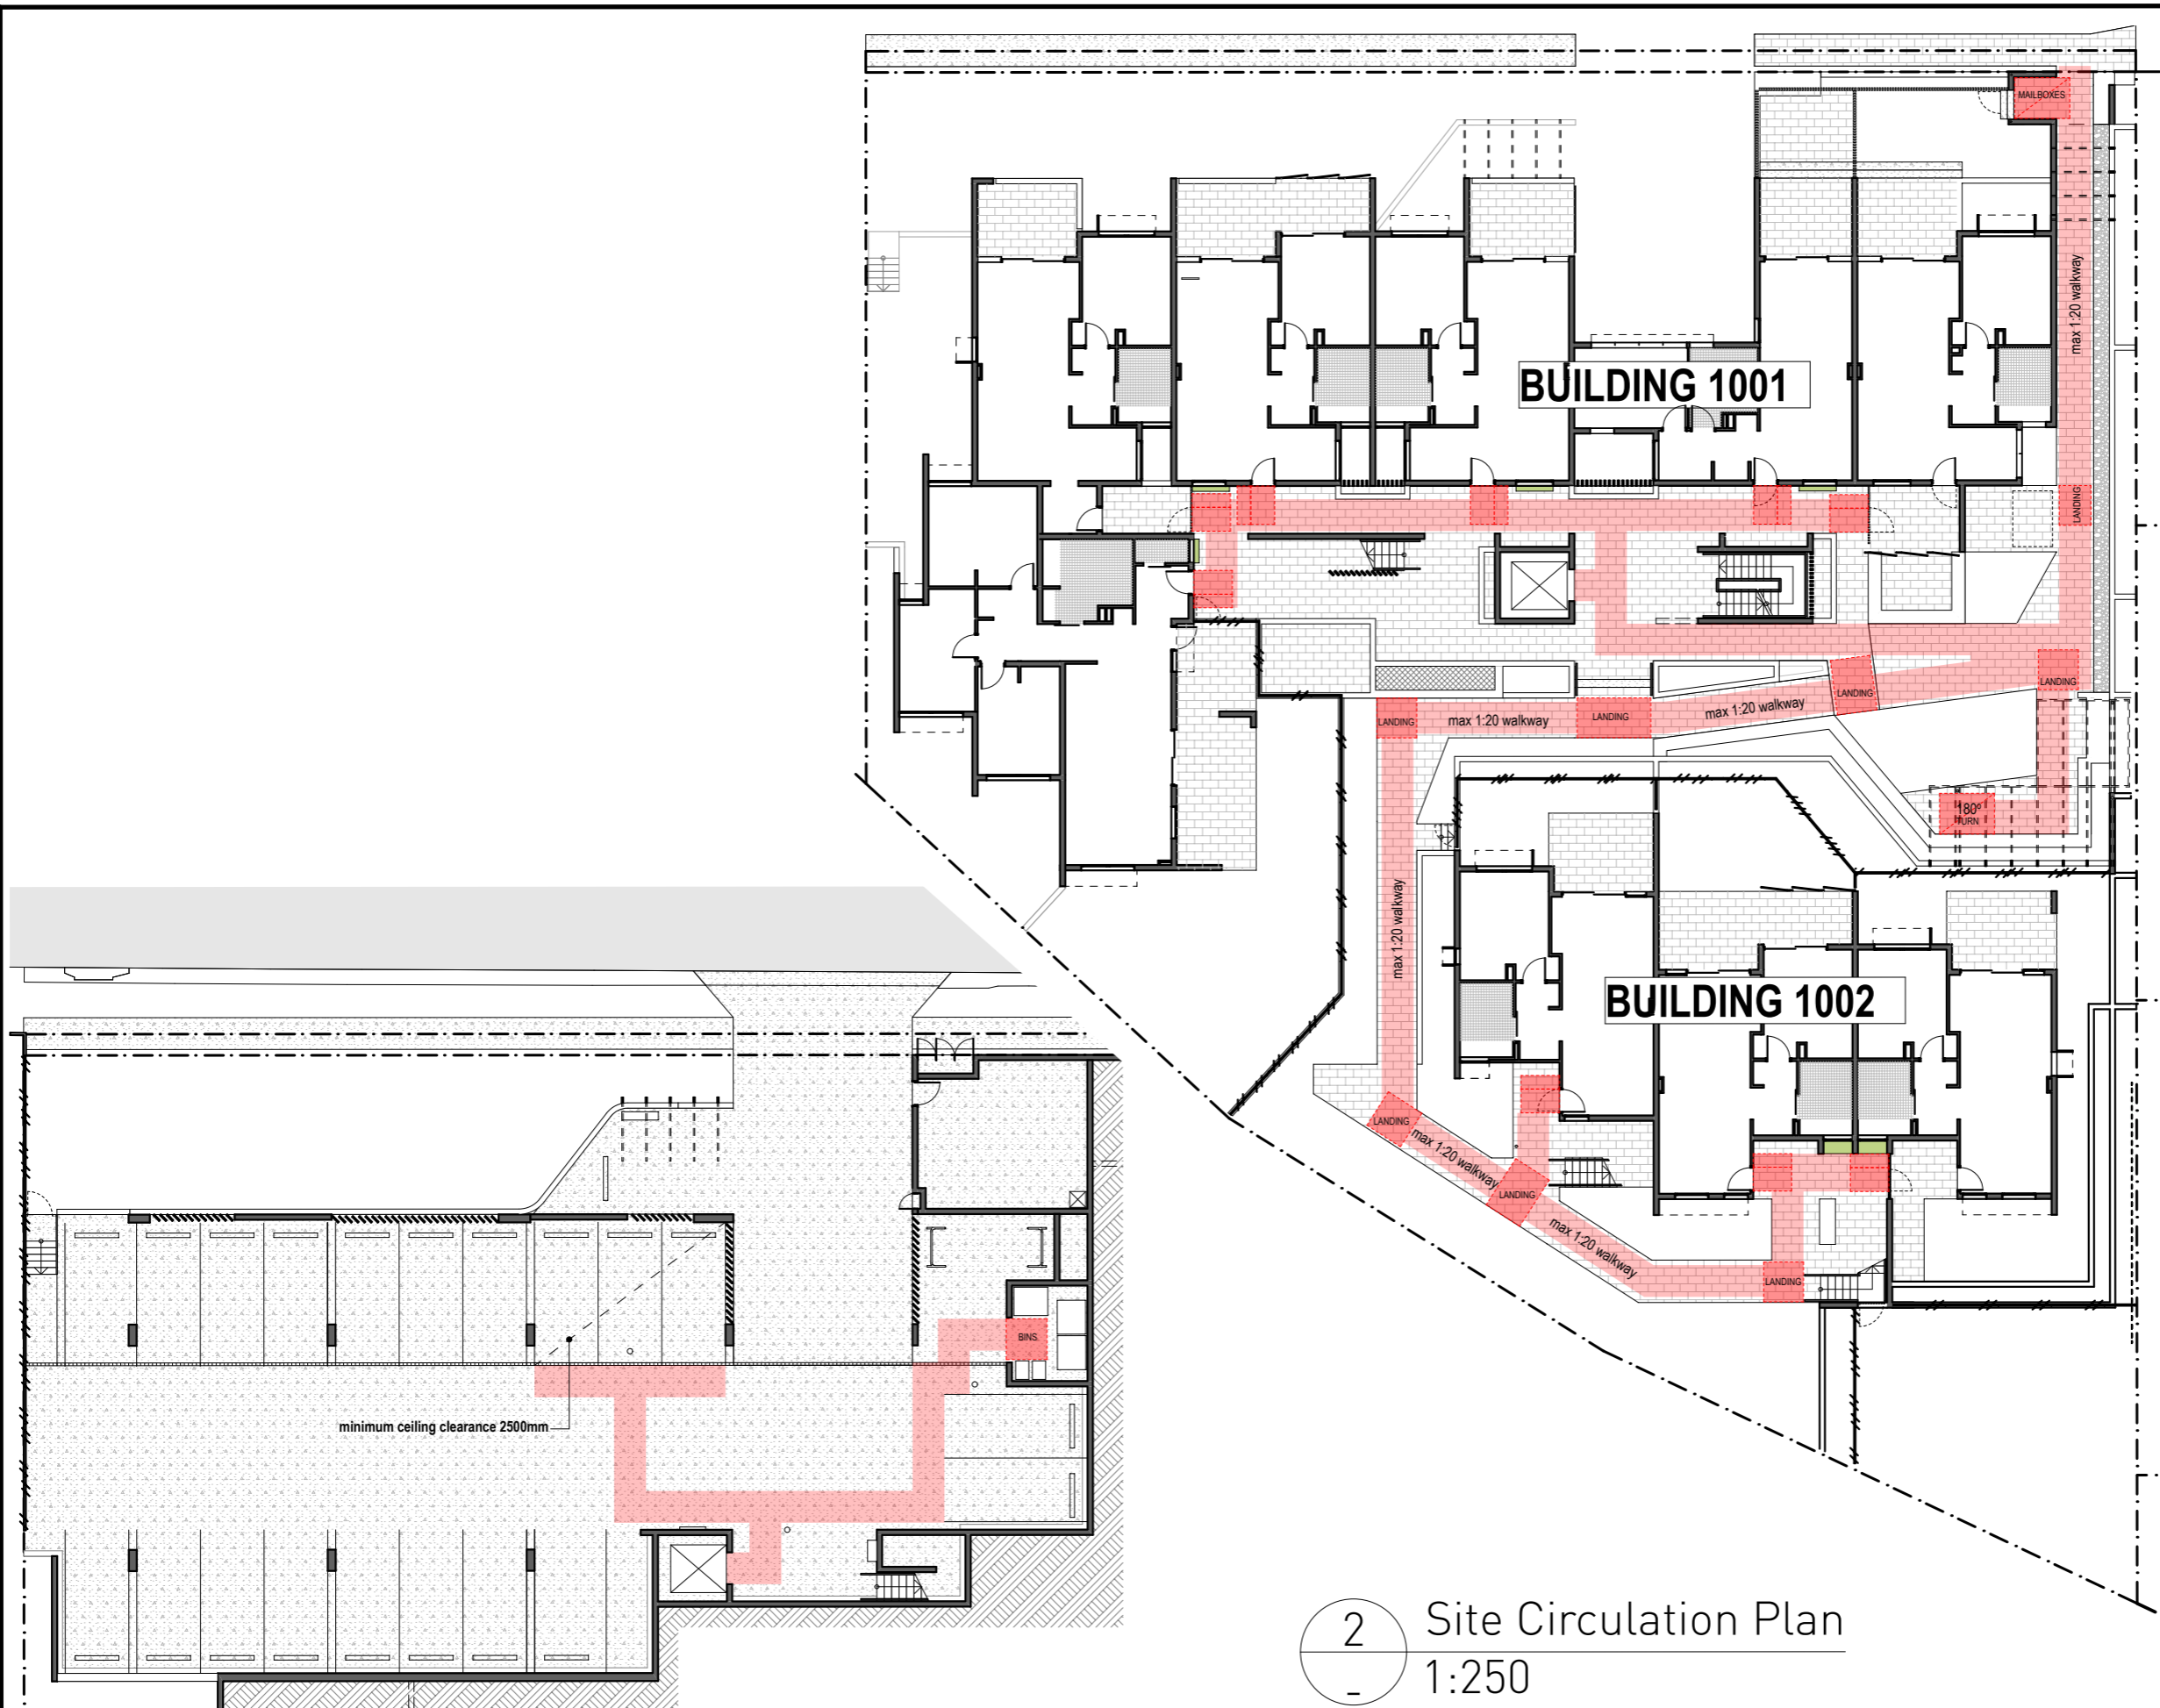 MAILBOXES
max 1:20 walkway
BUILDING 1001
LANDING
LANDING
LANDING
LANDING
max 1:20 walkway
LANDING
max 1:20 walkway
LANDING
180°
TURN
max 1:20 walkway
BUILDING 1002
LANDING
max 1:20 walkway
LANDING
max 1:20 walkway
LANDING
BINS
minimum ceiling clearance 2500mm
2
-
Site Circulation Plan
1:250